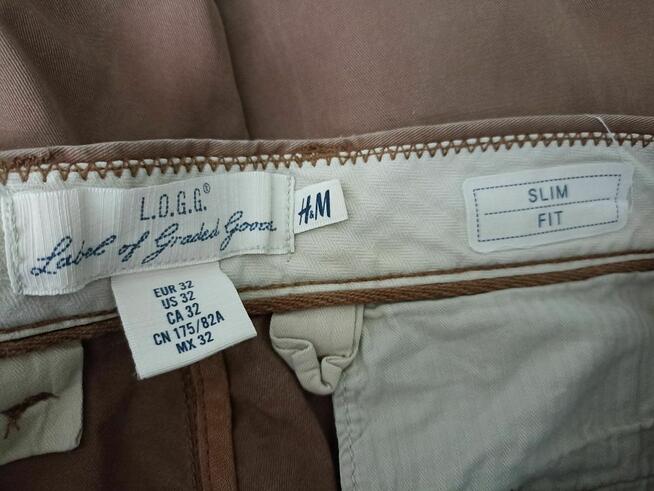 L.O.G.G.®
Label of Graded Goods
H&M
SLIM
FIT
EUR 32
US 32
CA 32
CN 175/82A
MX 32